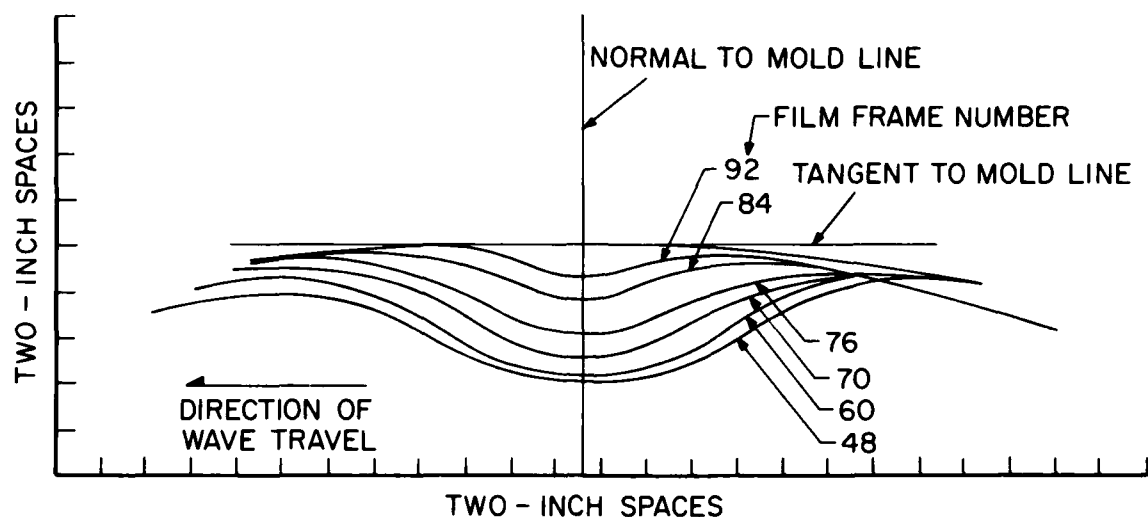 NORMAL TO MOLD LINE
FILM FRAME NUMBER
92
TANGENT TO MOLD LINE
84
TWO - INCH SPACES
76
70
60
48
DIRECTION OF
WAVE TRAVEL
TWO - INCH SPACES